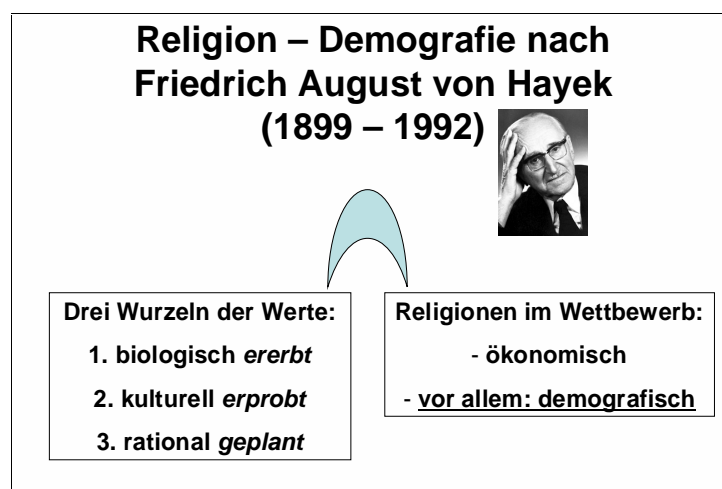 Religion – Demografie nach
Friedrich August von Hayek
(1899 – 1992)
Drei Wurzeln der Werte:
1. biologisch ererbt
2. kulturell erprobt
3. rational geplant
Religionen im Wettbewerb:
- ökonomisch
- vor allem: demografisch